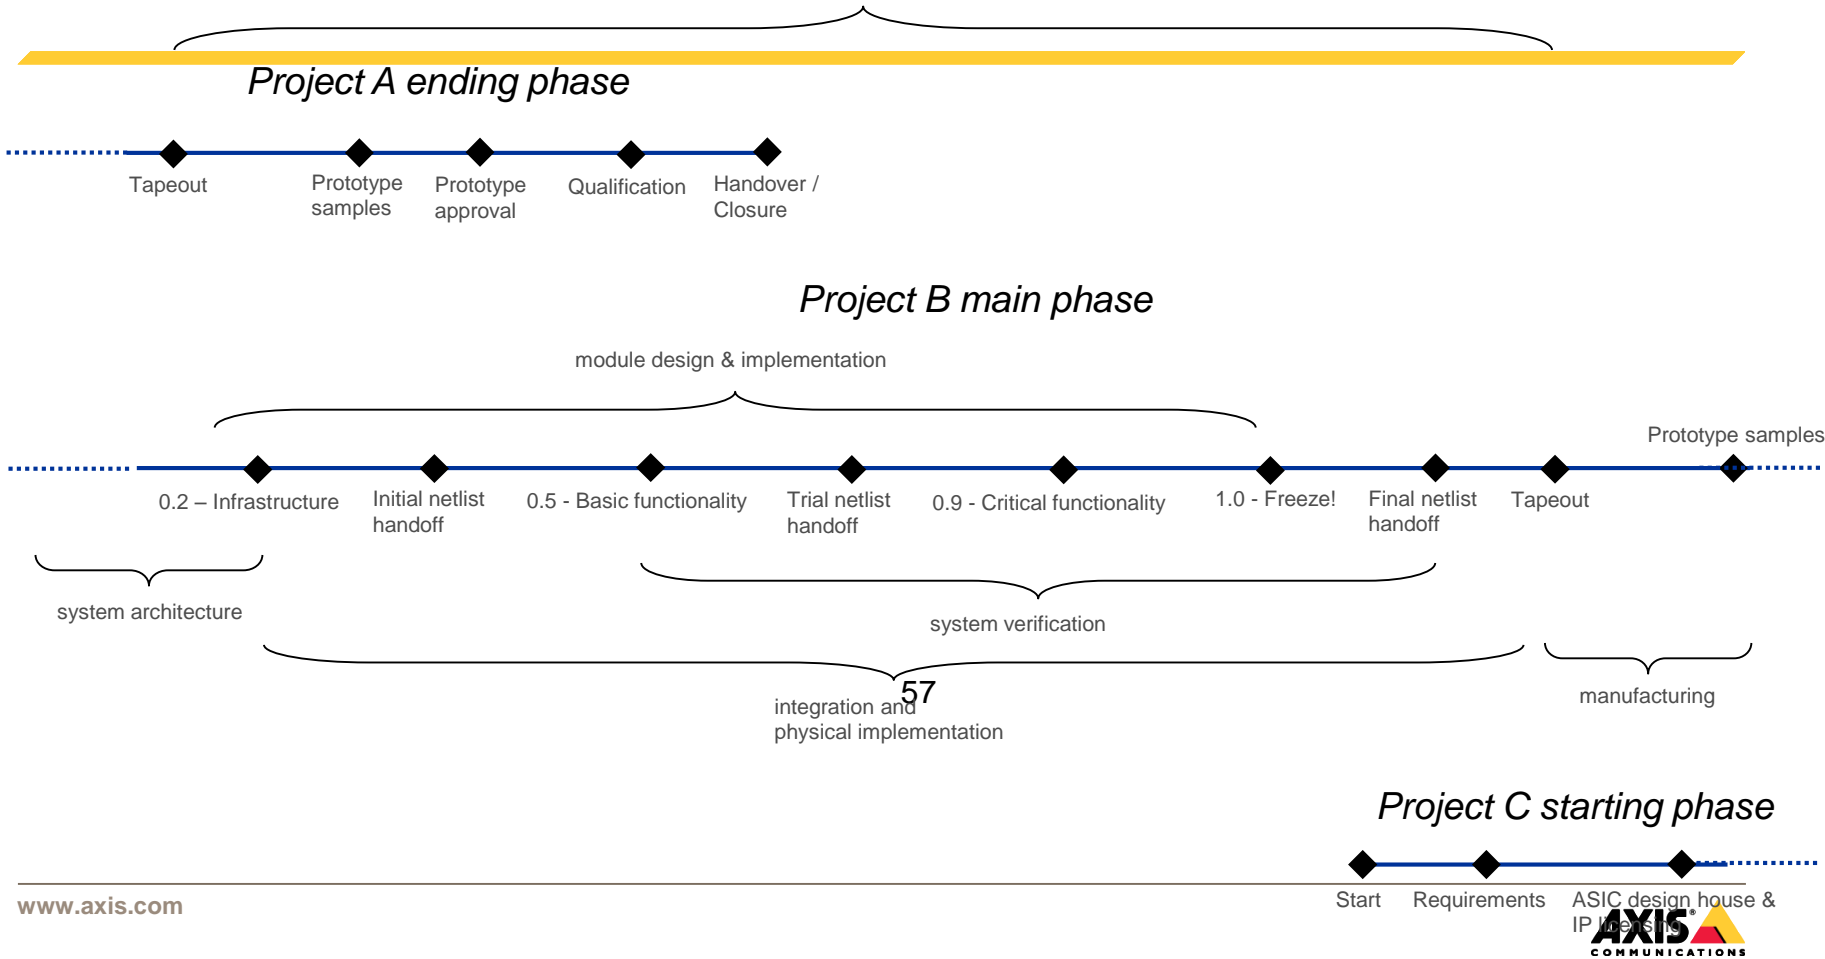 Project A ending phase
Tapeout
Prototype
samples
Prototype
approval
Qualification
Handover /
Closure
Project B main phase
module design & implementation
Prototype samples
0.2 – Infrastructure
Initial netlist
handoff
0.5 - Basic functionality
Trial netlist
handoff
0.9 - Critical functionality
1.0 - Freeze!
Final netlist
handoff
Tapeout
system architecture
system verification
integration and
physical implementation
57
manufacturing
Project C starting phase
Start
Requirements
ASIC design house &
IP licensing
www.axis.com
AXIS
COMMUNICATIONS